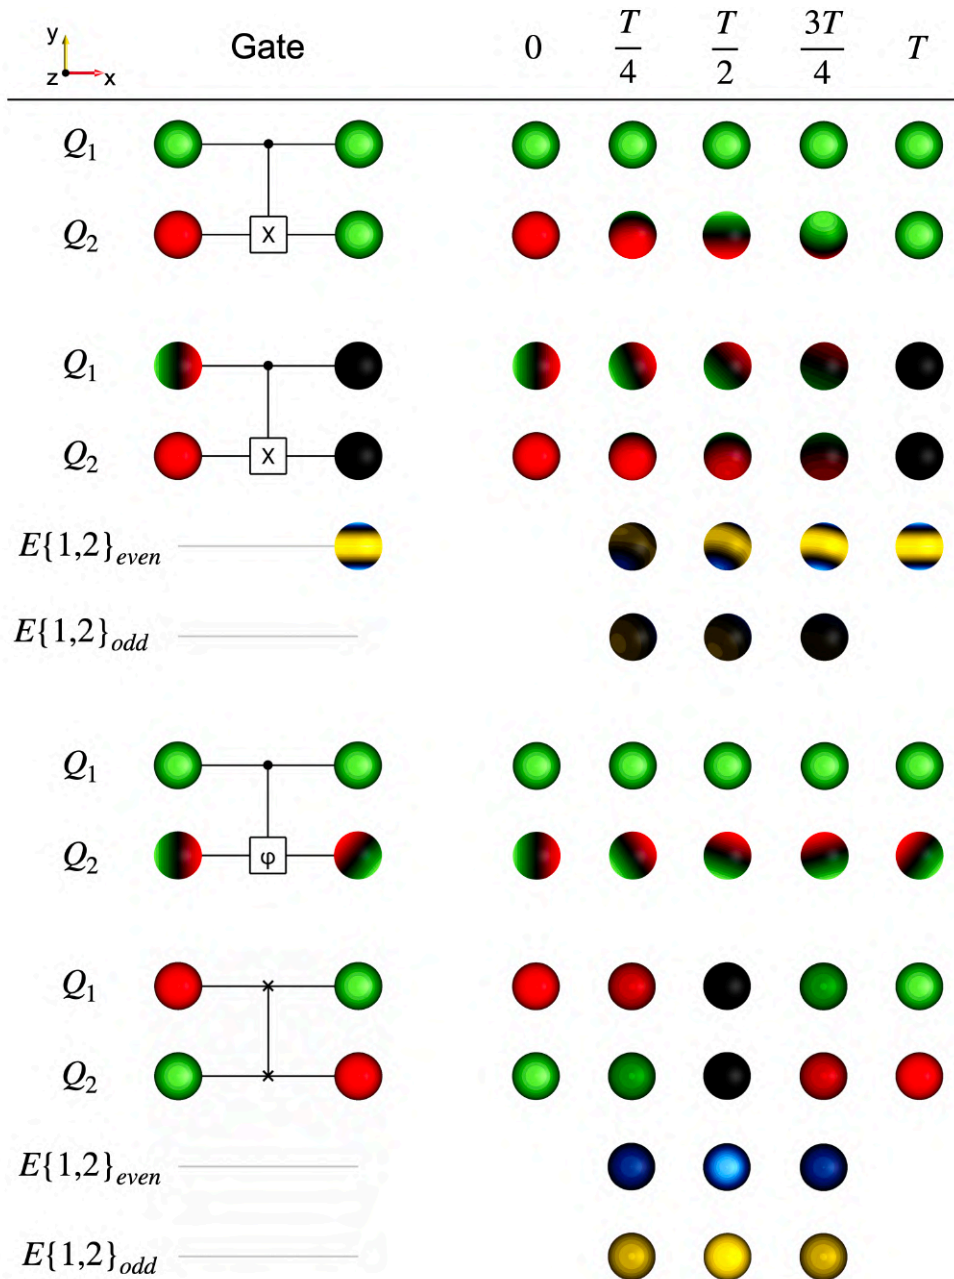 y
z x
Gate 0 T/4 T/2 3T/4 T
Q₁
Q₂ X
Q₁
Q₂ X
E{1,2}even
E{1,2}odd
Q₁
Q₂ φ
Q₁
Q₂
E{1,2}even
E{1,2}odd